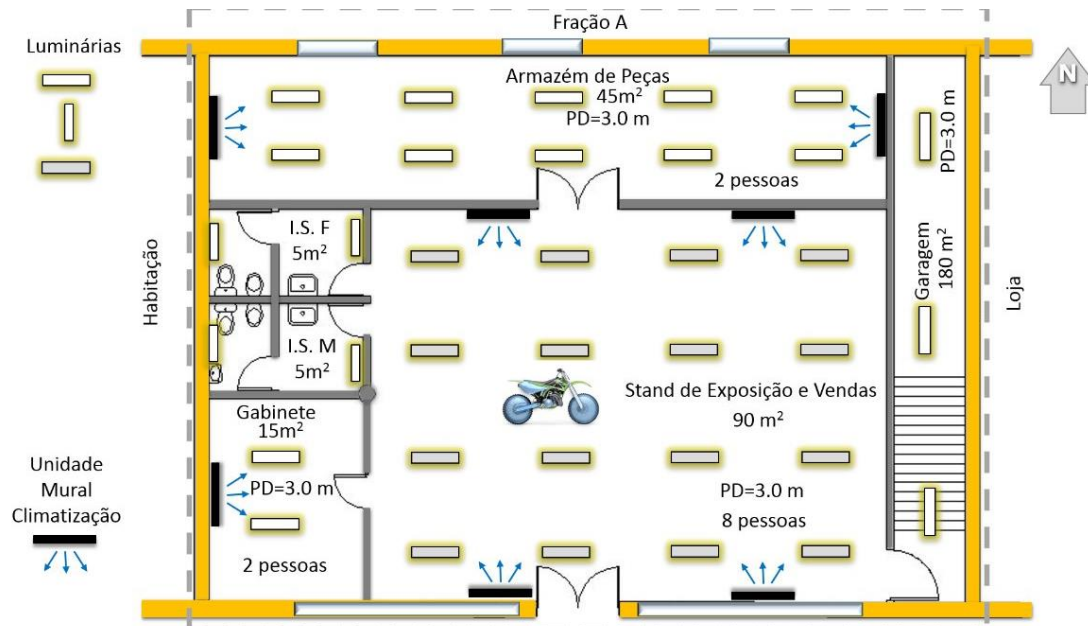 Fração A
Luminárias
Armazém de Peças
45m²
PD=3.0 m
2 pessoas
N
PD=3.0 m
Garagem
180 m²
Habitação
Loja
I.S. F
5m²
I.S. M
5m²
Stand de Exposição e Vendas
90 m²
PD=3.0 m
8 pessoas
Gabinete
15m²
PD=3.0 m
2 pessoas
Unidade
Mural
Climatização